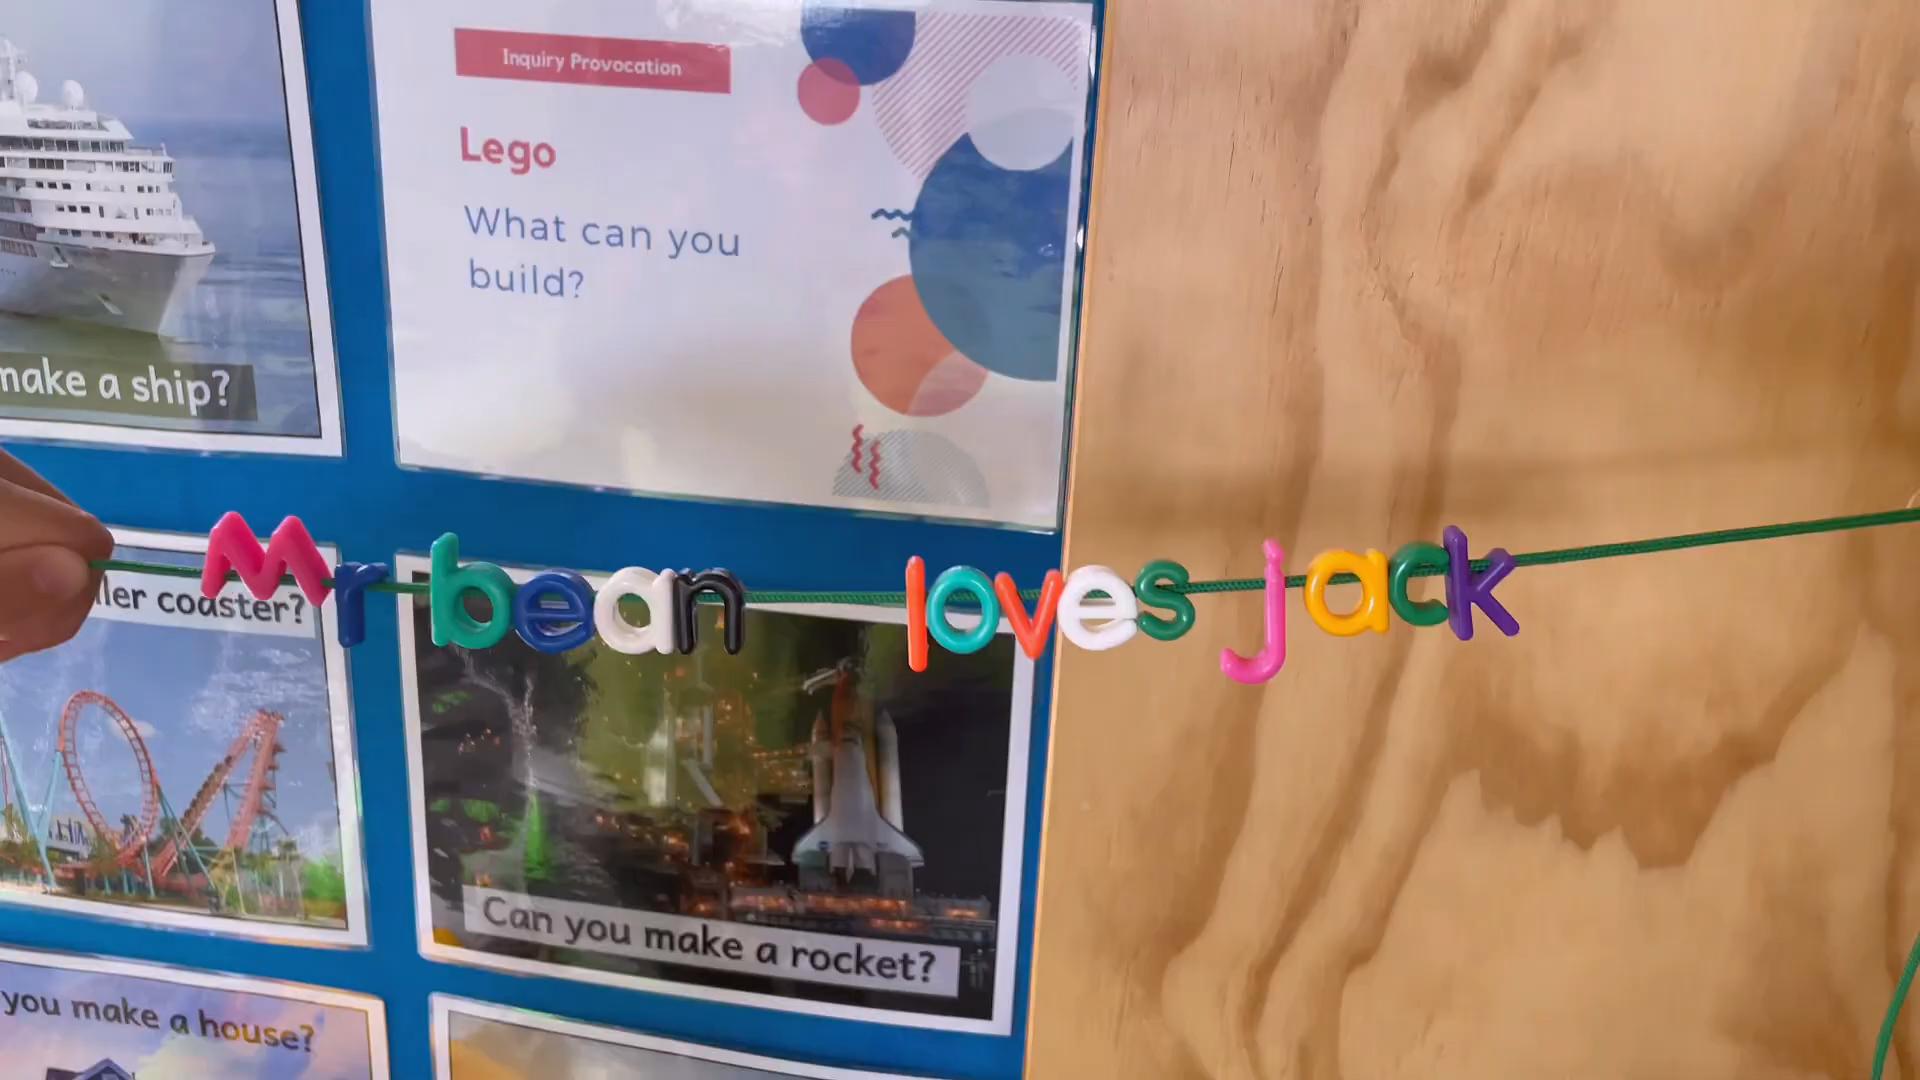 Inquiry Provocation
Lego
What can you
build?
make a ship?
ller coaster?
Mr bean loves jack
Can you make a rocket?
you make a house?